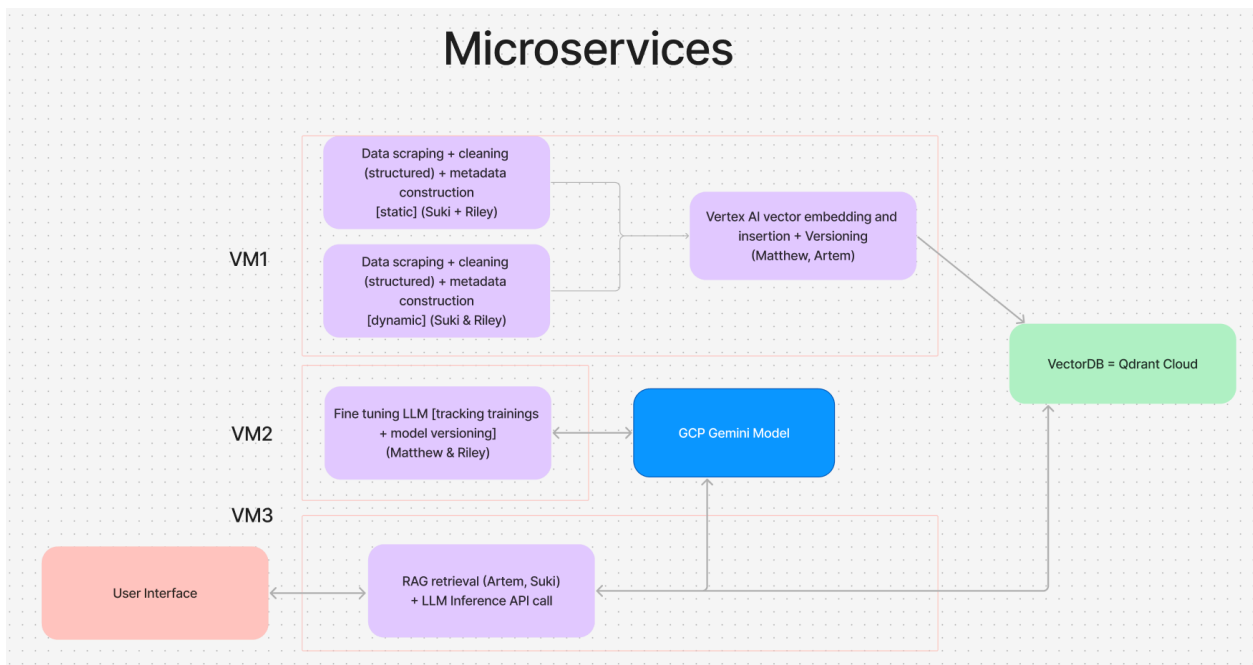 Microservices
VM1
Data scraping + cleaning
(structured) + metadata
construction
[static] (Suki + Riley)
Data scraping + cleaning
(structured) + metadata
construction
[dynamic] (Suki & Riley)
Vertex AI vector embedding and
insertion + Versioning
(Matthew, Artem)
VectorDB = Qdrant Cloud
VM2
Fine tuning LLM [tracking trainings
+ model versioning]
(Matthew & Riley)
GCP Gemini Model
VM3
User Interface
RAG retrieval (Artem, Suki)
+ LLM Inference API call